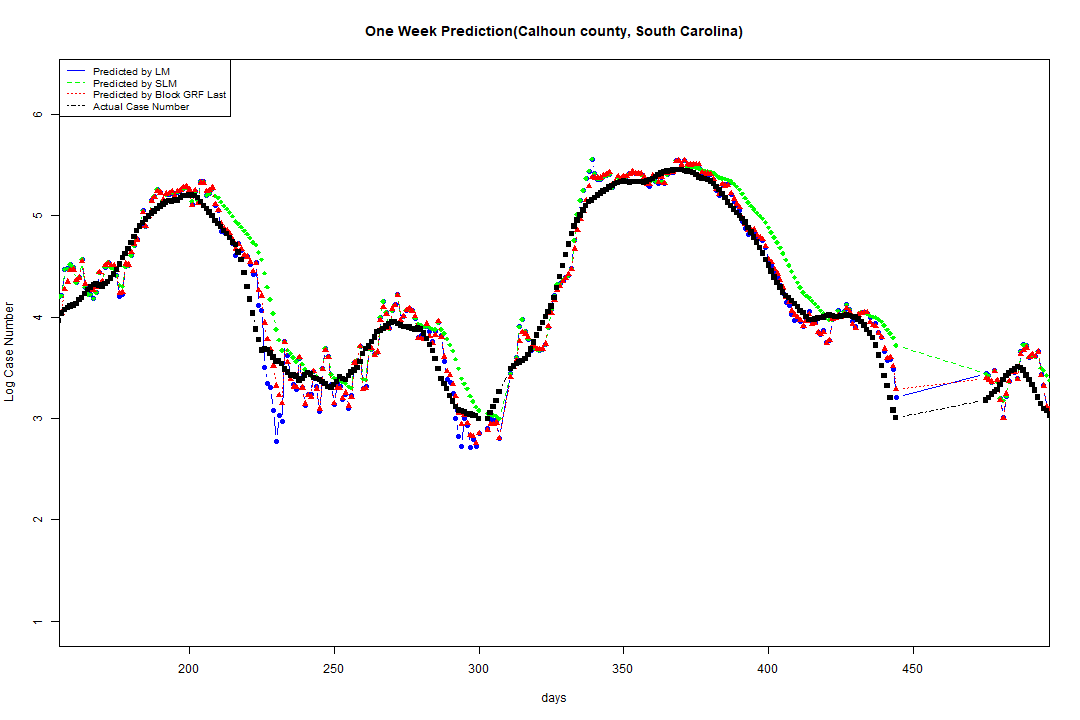 One Week Prediction(Calhoun county, South Carolina)
Predicted by LM
Predicted by SLM
Predicted by Block GRF Last
Actual Case Number
6
5
4
3
2
1
Log Case Number
200 250 300 350 400 450
days